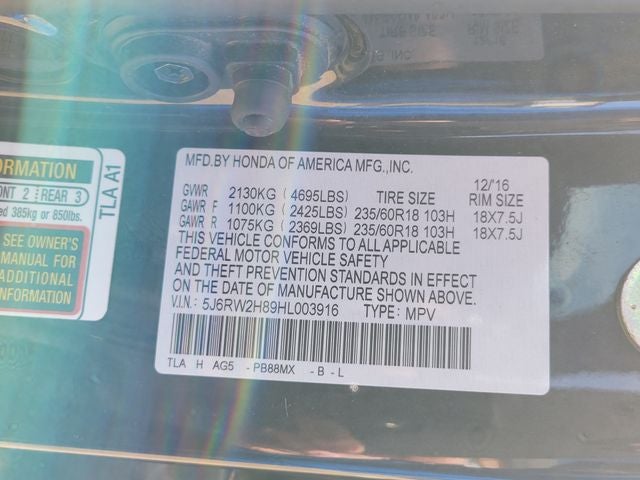 ORMATION
ONT 2 REAR 3
ed 385kg or 850lbs.
SEE OWNER'S
MANUAL FOR
ADDITIONAL
INFORMATION
TLA A1
MFD.BY HONDA OF AMERICA MFG.,INC.
12/'16
GVWR 2130KG (4695LBS) TIRE SIZE RIM SIZE
GAWR F 1100KG (2425LBS) 235/60R18 103H 18X7.5J
GAWR R 1075KG (2369LBS) 235/60R18 103H 18X7.5J
THIS VEHICLE CONFORMS TO ALL APPLICABLE
FEDERAL MOTOR VEHICLE SAFETY
AND THEFT PREVENTION STANDARDS IN EFFECT
ON THE DATE OF MANUFACTURE SHOWN ABOVE.
V.I.N.: 5J6RW2H89HL003916 TYPE: MPV
TLA H AG5 -PB88MX -B-L